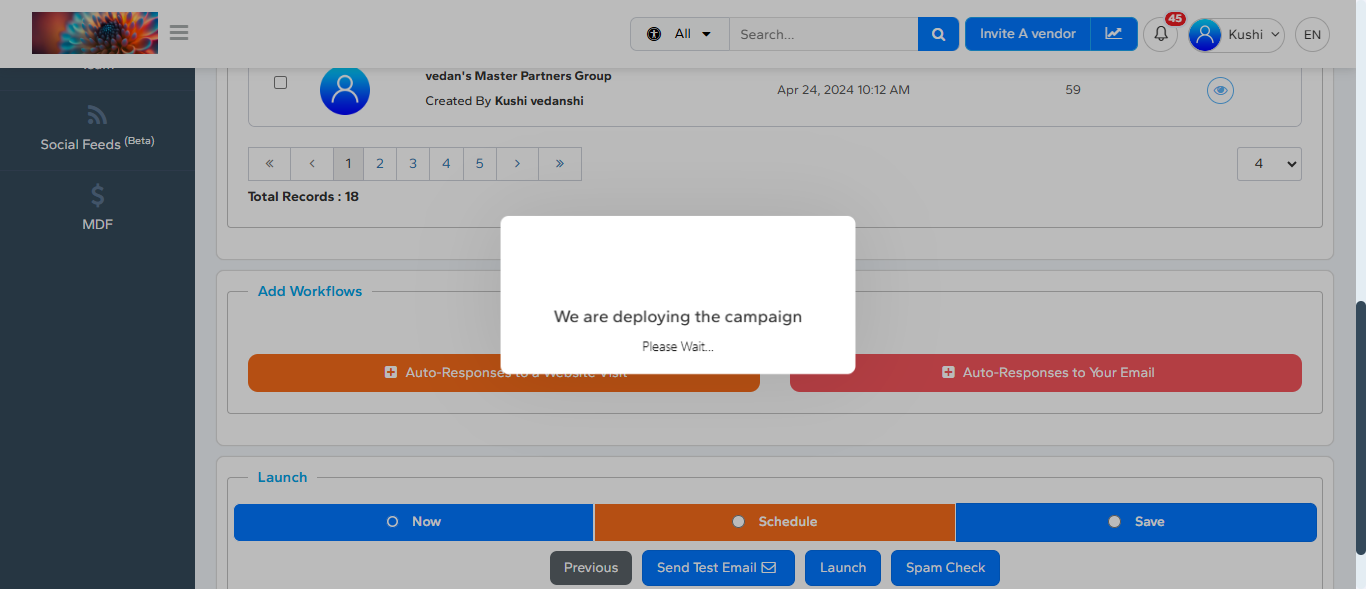 All
Search...
Invite A vendor
45
Kushi
EN
vedan's Master Partners Group
Created By Kushi vedanshi
Apr 24, 2024 10:12 AM
59
Social Feeds (Beta)
MDF
« ‹ 1 2 3 4 5 › »
4
Total Records : 18
Add Workflows
We are deploying the campaign
Please Wait...
Auto-Responses to a Website Visit
Auto-Responses to Your Email
Launch
Now
Schedule
Save
Previous
Send Test Email
Launch
Spam Check